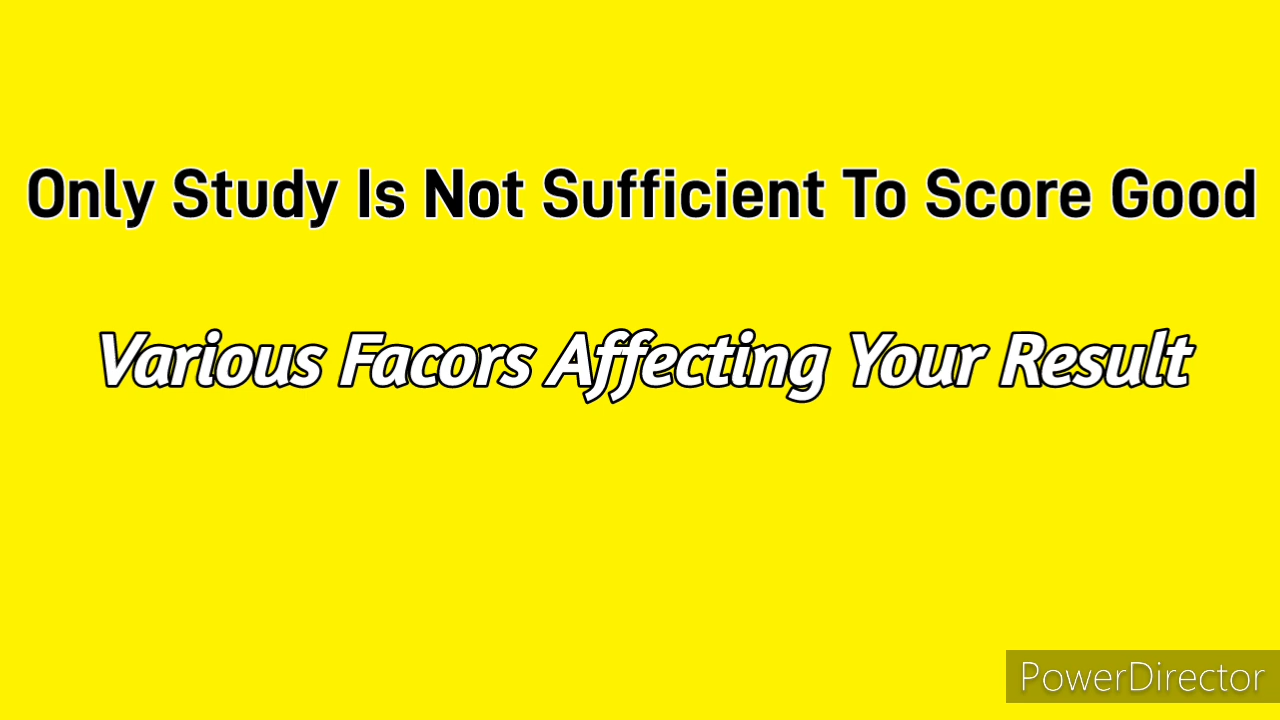 Only Study Is Not Sufficient To Score Good
Various Facors Affecting Your Result
PowerDirector